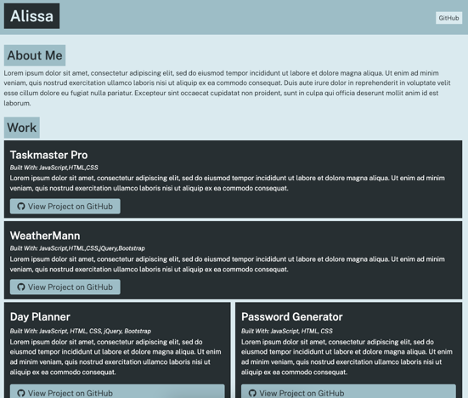 Alissa
GitHub
About Me
Lorem ipsum dolor sit amet, consectetur adipiscing elit, sed do eiusmod tempor incididunt ut labore et dolore magna aliqua. Ut enim ad minim
veniam, quis nostrud exercitation ullamco laboris nisi ut aliquip ex ea commodo consequat. Duis aute irure dolor in reprehenderit in voluptate velit
esse cillum dolore eu fugiat nulla pariatur. Excepteur sint occaecat cupidatat non proident, sunt in culpa qui officia deserunt mollit anim id est
laborum.
Work
Taskmaster Pro
Built With: JavaScript,HTML,CSS
Lorem ipsum dolor sit amet, consectetur adipiscing elit, sed do eiusmod tempor incididunt ut labore et dolore magna aliqua. Ut enim ad minim
veniam, quis nostrud exercitation ullamco laboris nisi ut aliquip ex ea commodo consequat.
View Project on GitHub
WeatherMann
Built With: JavaScript,HTML,CSS,jQuery,Bootstrap
Lorem ipsum dolor sit amet, consectetur adipiscing elit, sed do eiusmod tempor incididunt ut labore et dolore magna aliqua. Ut enim ad minim
veniam, quis nostrud exercitation ullamco laboris nisi ut aliquip ex ea commodo consequat.
View Project on GitHub
Day Planner
Built With: JavaScript, HTML, CSS, jQuery, Bootstrap
Lorem ipsum dolor sit amet, consectetur adipiscing elit, sed do eiusmod
tempor incididunt ut labore et dolore magna aliqua. Ut enim ad minim
veniam, quis nostrud exercitation ullamco laboris nisi ut aliquip ex
ea commodo consequat.
View Project on GitHub
Password Generator
Built With: JavaScript, HTML, CSS
Lorem ipsum dolor sit amet, consectetur adipiscing elit, sed do
eiusmod tempor incididunt ut labore et dolore magna aliqua. Ut enim
ad minim veniam, quis nostrud exercitation ullamco laboris nisi ut
aliquip ex ea commodo consequat.
View Project on GitHub